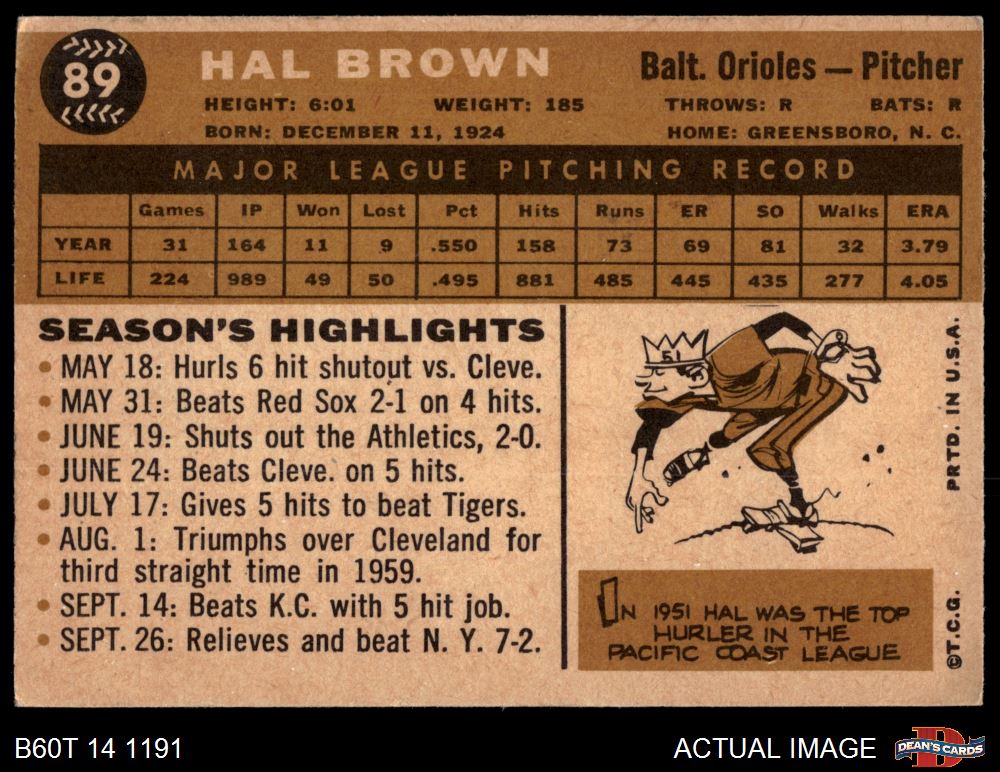 89
HAL BROWN
Balt. Orioles — Pitcher
HEIGHT: 6:01 WEIGHT: 185 THROWS: R BATS: R
BORN: DECEMBER 11, 1924 HOME: GREENSBORO, N. C.
MAJOR LEAGUE PITCHING RECORD
Games IP Won Lost Pct Hits Runs ER SO Walks ERA
YEAR 31 164 11 9 .550 158 73 69 81 32 3.79
LIFE 224 989 49 50 .495 881 485 445 435 277 4.05
SEASON'S HIGHLIGHTS
• MAY 18: Hurls 6 hit shutout vs. Cleve.
• MAY 31: Beats Red Sox 2-1 on 4 hits.
• JUNE 19: Shuts out the Athletics, 2-0.
• JUNE 24: Beats Cleve. on 5 hits.
• JULY 17: Gives 5 hits to beat Tigers.
• AUG. 1: Triumphs over Cleveland for
third straight time in 1959.
• SEPT. 14: Beats K.C. with 5 hit job.
• SEPT. 26: Relieves and beat N. Y. 7-2.
51
IN 1951 HAL WAS THE TOP
HURLER IN THE
PACIFIC COAST LEAGUE
©T.C.G. PRTD. IN U.S.A.
B60T 14 1191
ACTUAL IMAGE
D
DEAN'S CARDS